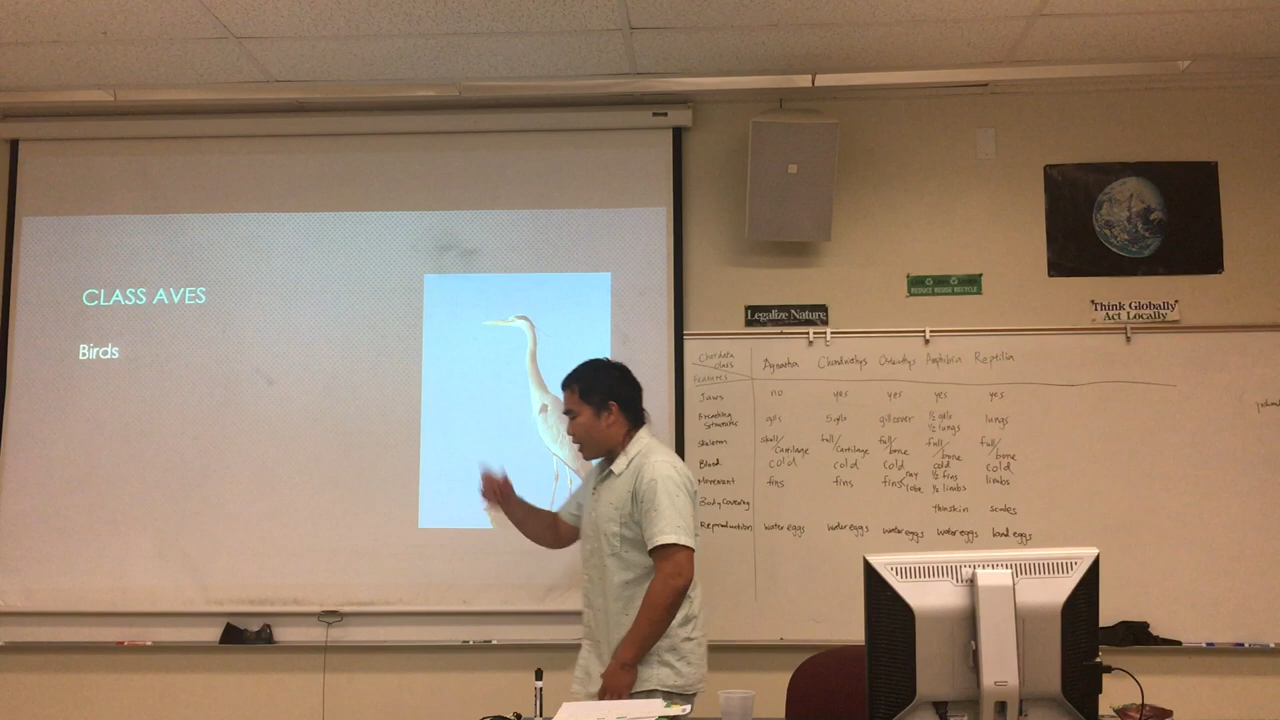 CLASS AVES
Birds
Legalize Nature
REDUCE REUSE RECYCLE
Think Globally
Act Locally
Chordata class Agnatha Chondricthys Osteicthys Amphibia Reptilia
Features
Jaws no yes yes yes yes
Breathing Structures gills 5 gills gill cover 1/2 gills 1/2 lungs lungs
Skeleton skull/cartilage full/cartilage full/bone full/bone full/bone
Blood cold cold cold cold cold
Movement fins fins fins ray lobe 1/2 fins 1/2 limbs limbs
Body Covering thin skin scales
Reproduction water eggs water eggs water eggs water eggs land eggs